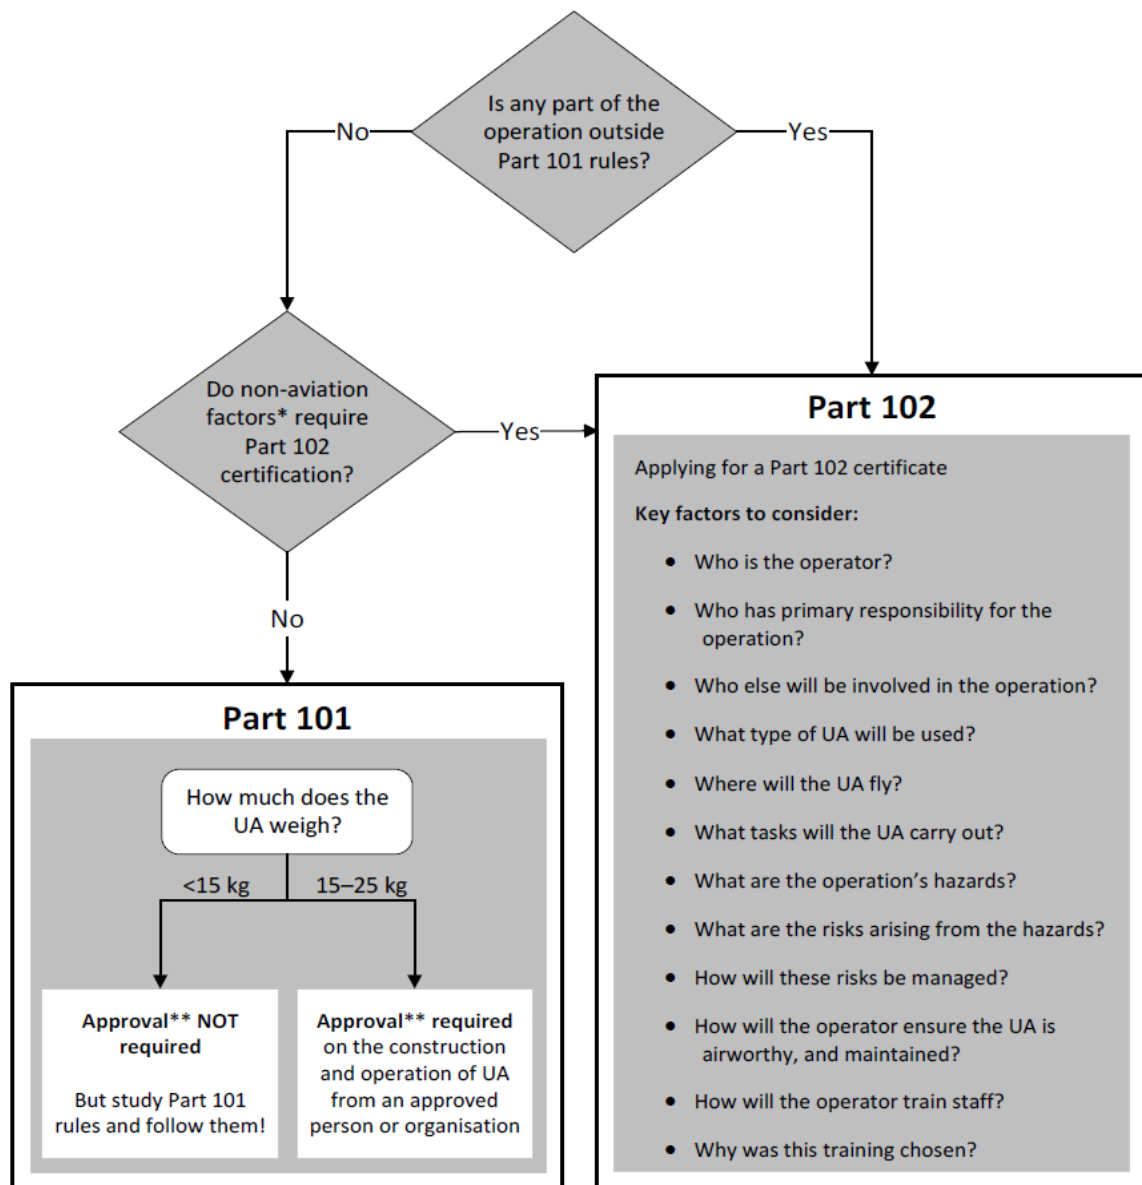 Is any part of the
operation outside
Part 101 rules?
No
Yes
Do non-aviation
factors* require
Part 102
certification?
Yes
No
Part 101
How much does the
UA weigh?
<15 kg
15–25 kg
Approval** NOT
required
But study Part 101
rules and follow them!
Approval** required
on the construction
and operation of UA
from an approved
person or organisation
Part 102
Applying for a Part 102 certificate
Key factors to consider:
• Who is the operator?
• Who has primary responsibility for the
operation?
• Who else will be involved in the operation?
• What type of UA will be used?
• Where will the UA fly?
• What tasks will the UA carry out?
• What are the operation’s hazards?
• What are the risks arising from the hazards?
• How will these risks be managed?
• How will the operator ensure the UA is
airworthy, and maintained?
• How will the operator train staff?
• Why was this training chosen?